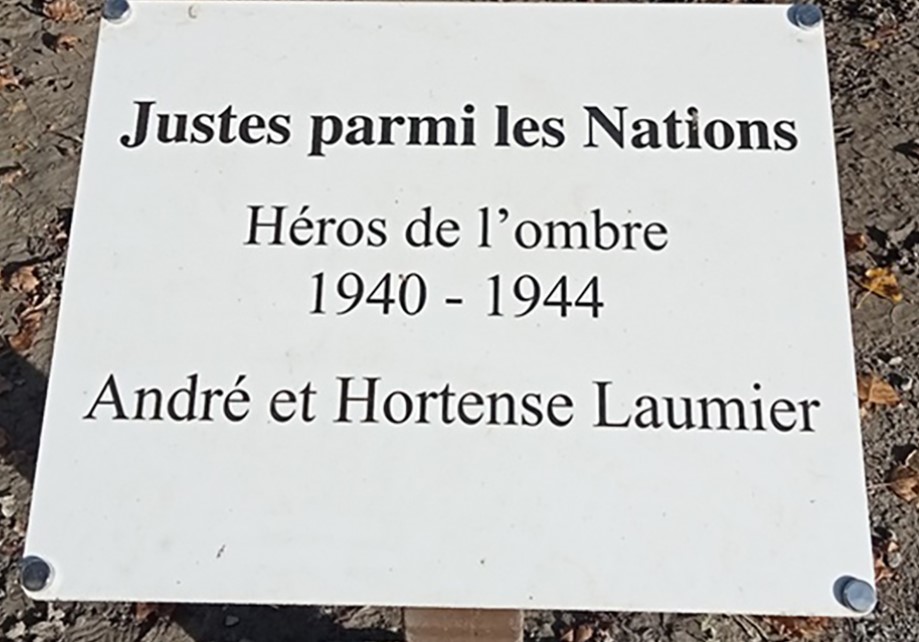 Justes parmi les Nations
Héros de l'ombre
1940 - 1944
André et Hortense Laumier